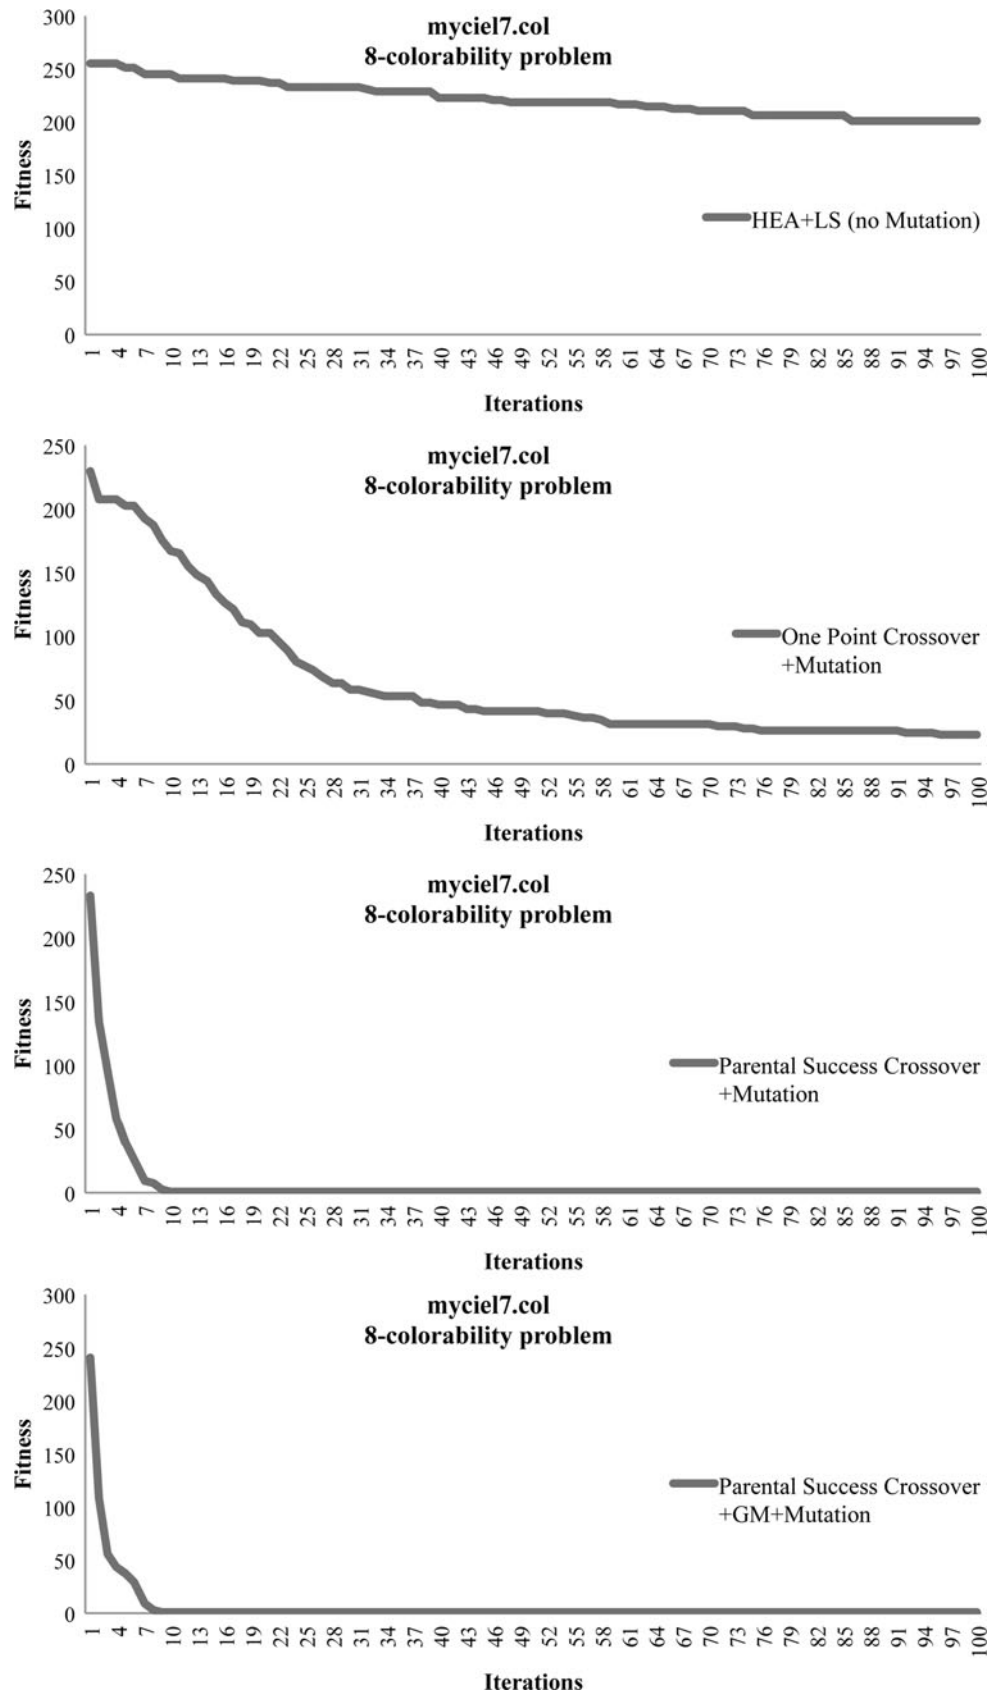 myciel7.col
8-colorability problem
300
250
200
150
100
50
0
Fitness
HEA+LS (no Mutation)
1 4 7 10 13 16 19 22 25 28 31 34 37 40 43 46 49 52 55 58 61 64 67 70 73 76 79 82 85 88 91 94 97 100
Iterations
myciel7.col
8-colorability problem
250
200
150
100
50
0
Fitness
One Point Crossover
+Mutation
1 4 7 10 13 16 19 22 25 28 31 34 37 40 43 46 49 52 55 58 61 64 67 70 73 76 79 82 85 88 91 94 97 100
Iterations
myciel7.col
8-colorability problem
250
200
150
100
50
0
Fitness
Parental Success Crossover
+Mutation
1 4 7 10 13 16 19 22 25 28 31 34 37 40 43 46 49 52 55 58 61 64 67 70 73 76 79 82 85 88 91 94 97 100
Iterations
myciel7.col
8-colorability problem
300
250
200
150
100
50
0
Fitness
Parental Success Crossover
+GM+Mutation
1 4 7 10 13 16 19 22 25 28 31 34 37 40 43 46 49 52 55 58 61 64 67 70 73 76 79 82 85 88 91 94 97 100
Iterations